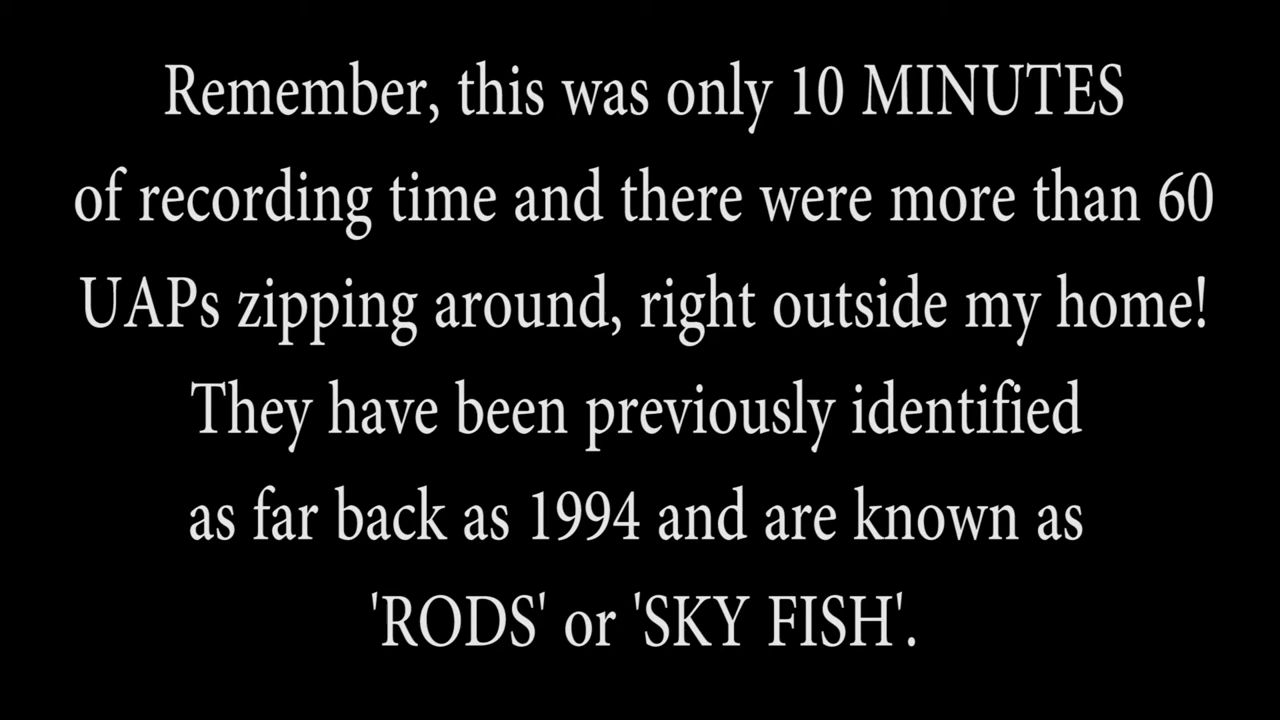 Remember, this was only 10 MINUTES
of recording time and there were more than 60
UAPs zipping around, right outside my home!
They have been previously identified
as far back as 1994 and are known as
'RODS' or 'SKY FISH'.